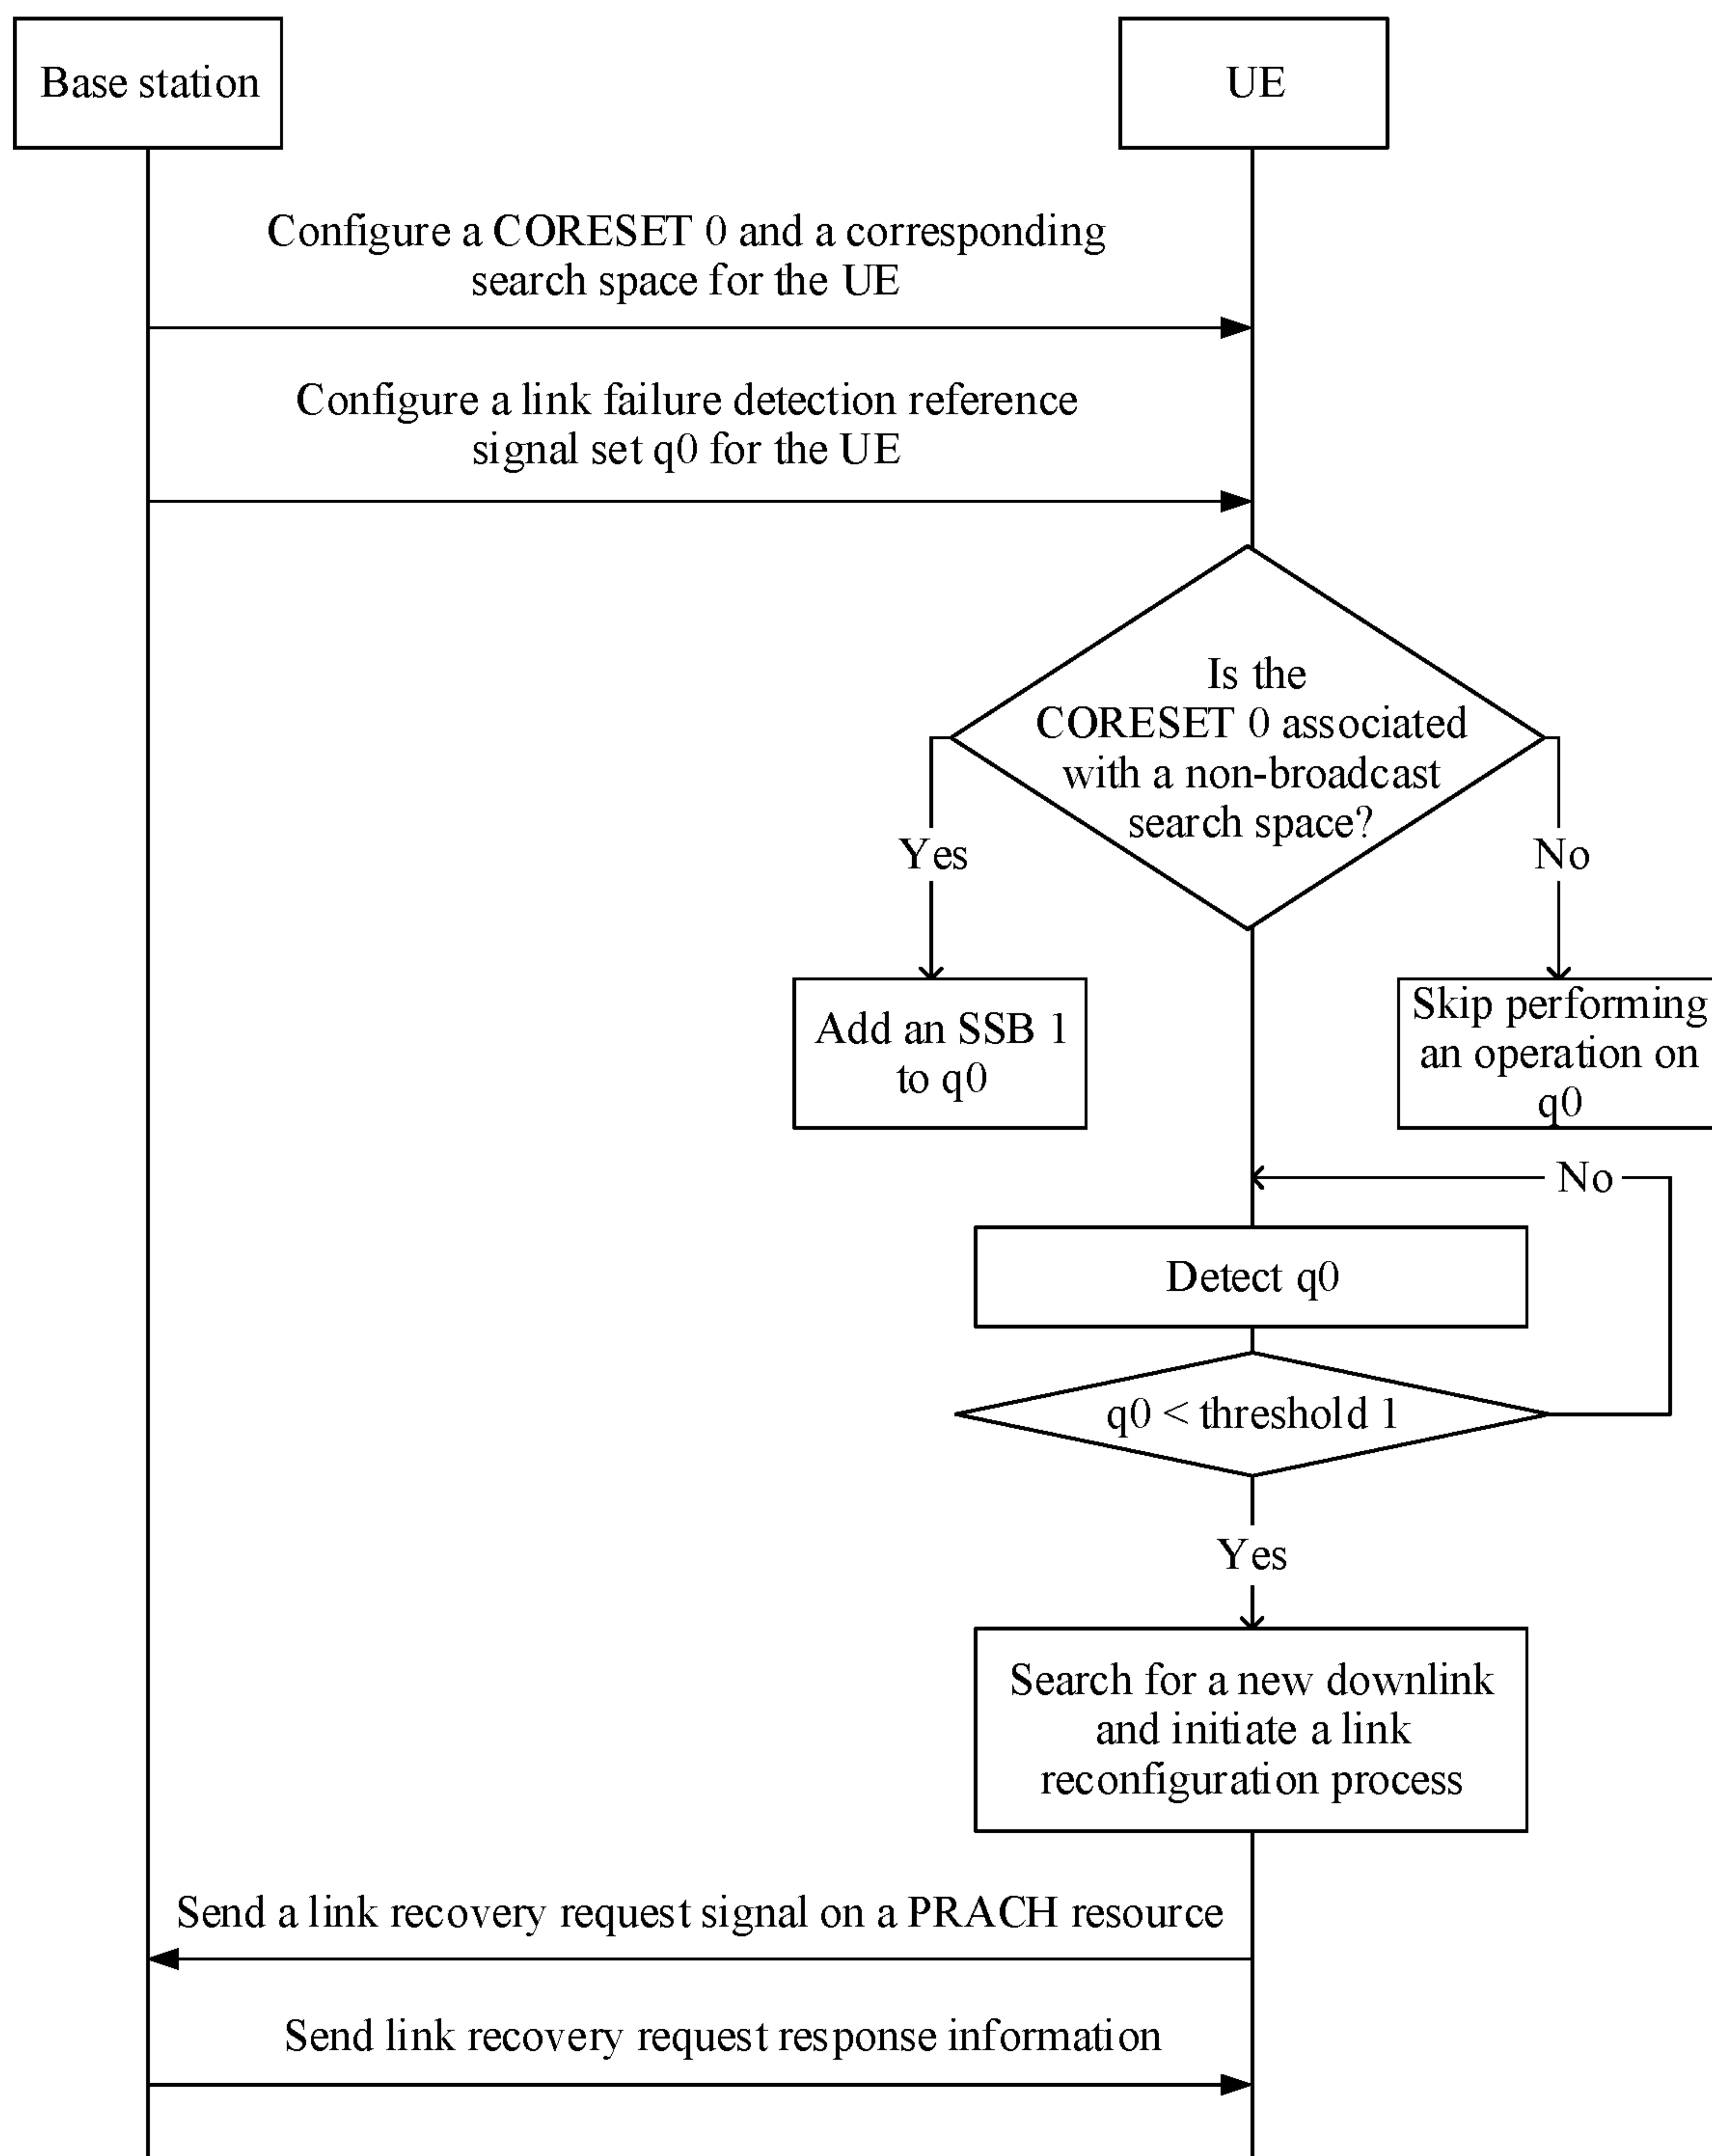 Base station
UE
Configure a CORESET 0 and a corresponding
search space for the UE
Configure a link failure detection reference
signal set q0 for the UE
Is the
CORESET 0 associated
with a non-broadcast
search space?
Yes
No
Add an SSB 1
to q0
Skip performing
an operation on
q0
No
Detect q0
q0 < threshold 1
Yes
Search for a new downlink
and initiate a link
reconfiguration process
Send a link recovery request signal on a PRACH resource
Send link recovery request response information